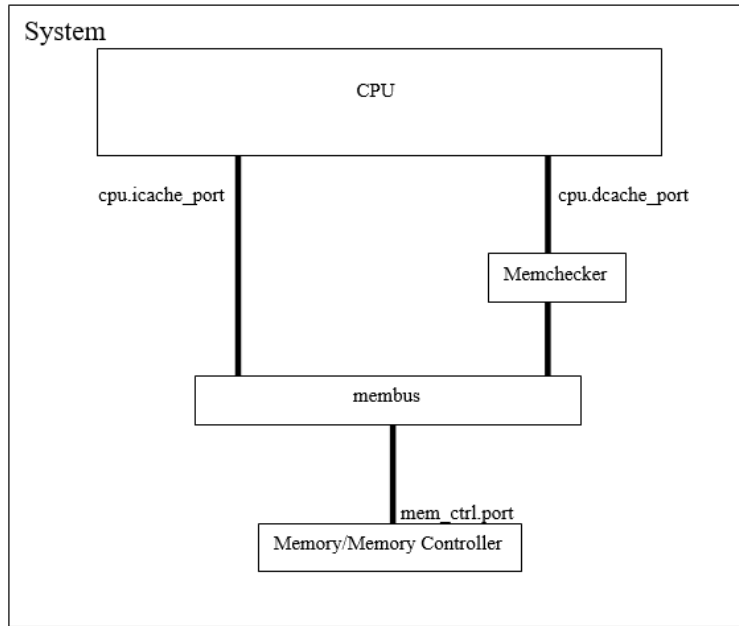 System
CPU
cpu.icache_port
cpu.dcache_port
Memchecker
membus
mem_ctrl.port
Memory/Memory Controller